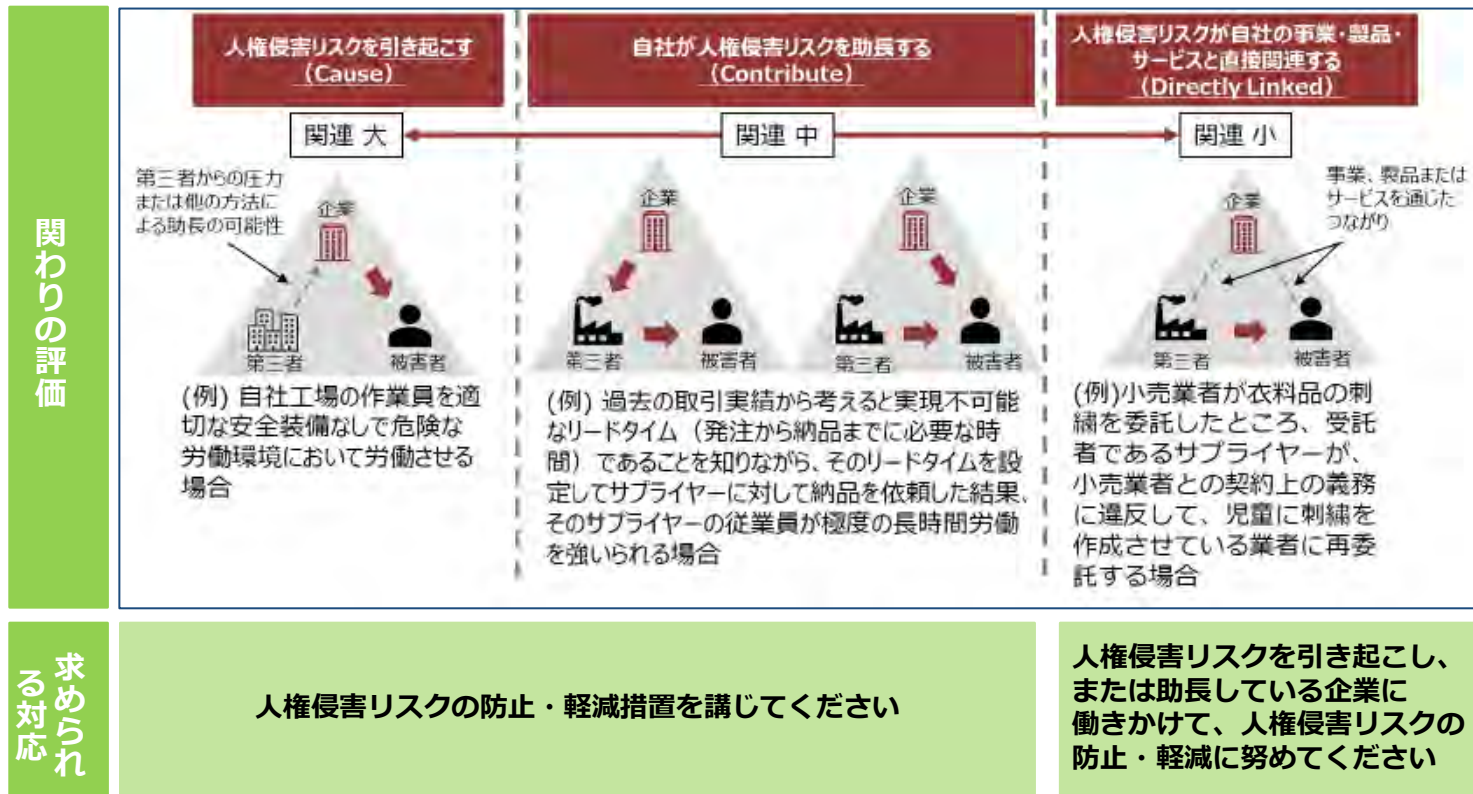 関わりの評価
人権侵害リスクを引き起こす
(Cause)
自社が人権侵害リスクを助長する
(Contribute)
人権侵害リスクが自社の事業・製品・
サービスと直接関連する
(Directly Linked)
関連 大
関連 中
関連 小
第三者からの圧力
または他の方法に
よる助長の可能性
企業
第三者
被害者
企業
第三者
被害者
企業
第三者
被害者
事業、製品または
サービスを通じた
つながり
企業
第三者
被害者
(例) 自社工場の作業員を適
切な安全装備なしで危険な
労働環境において労働させる
場合
(例) 過去の取引実績から考えると実現不可能
なリードタイム（発注から納品までに必要な時
間）であることを知りながら、そのリードタイムを設
定してサプライヤーに対して納品を依頼した結果、
そのサプライヤーの従業員が極度の長時間労働
を強いられる場合
(例)小売業者が衣料品の刺
繍を委託したところ、受託
者であるサプライヤーが、
小売業者との契約上の義務
に違反して、児童に刺繍を
作成させている業者に再委
託する場合
求められ
る対応
人権侵害リスクの防止・軽減措置を講じてください
人権侵害リスクを引き起こし、
または助長している企業に
働きかけて、人権侵害リスクの
防止・軽減に努めてください